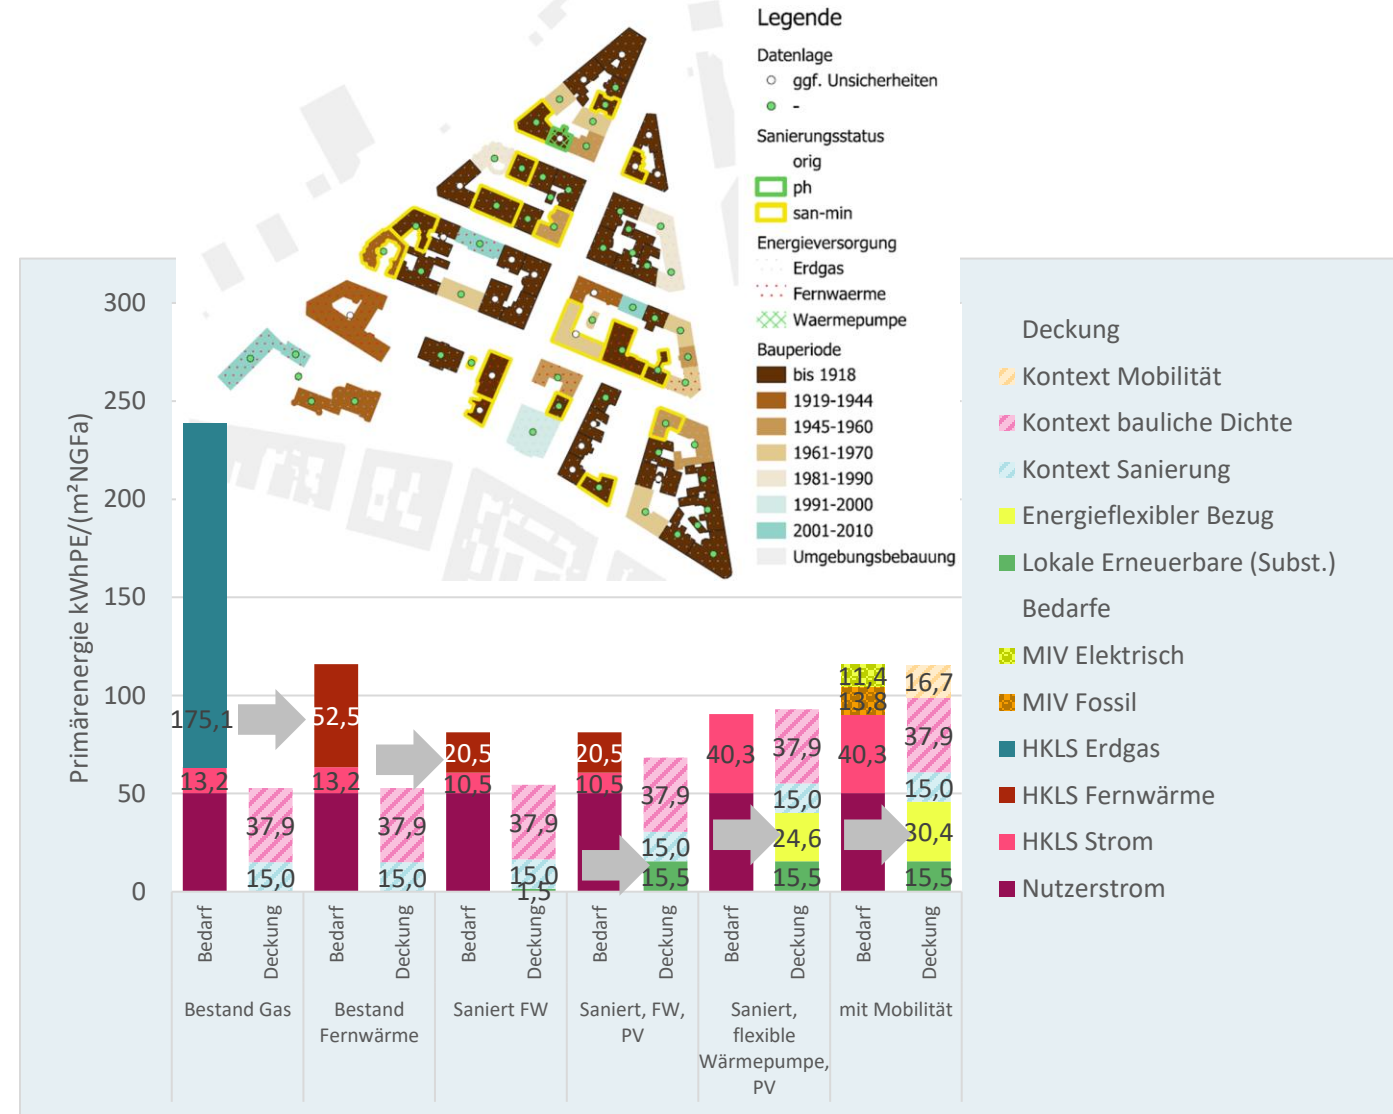 Legende
Datenlage
ggf. Unsicherheiten
-
Sanierungsstatus
orig
ph
san-min
Energieversorgung
Erdgas
Fernwaerme
Waermepumpe
Bauperiode
bis 1918
1919-1944
1945-1960
1961-1970
1981-1990
1991-2000
2001-2010
Umgebungsbebauung
Primärenergie kWhPE/(m²NGFa)
300
250
200
150
100
50
0
175,1
13,2
37,9
15,0
52,5
13,2
37,9
15,0
20,5
10,5
37,9
15,0
1,5
20,5
10,5
37,9
15,0
15,5
40,3
37,9
15,0
24,6
15,5
11,4
13,8
40,3
16,7
37,9
15,0
30,4
15,5
Bedarf
Deckung
Bedarf
Deckung
Bedarf
Deckung
Bedarf
Deckung
Bedarf
Deckung
Bedarf
Deckung
Bestand Gas
Bestand
Fernwärme
Saniert FW
Saniert, FW,
PV
Saniert,
flexible
Wärmepumpe,
PV
mit Mobilität
Deckung
Kontext Mobilität
Kontext bauliche Dichte
Kontext Sanierung
Energieflexibler Bezug
Lokale Erneuerbare (Subst.)
Bedarfe
MIV Elektrisch
MIV Fossil
HKLS Erdgas
HKLS Fernwärme
HKLS Strom
Nutzerstrom